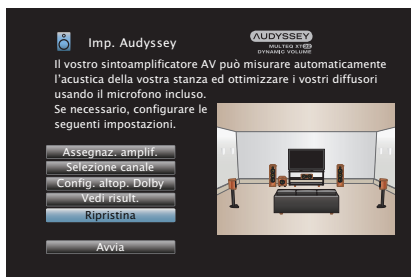 Imp. Audyssey
AUDYSSEY
MULTEQ XT32
DYNAMIC VOLUME
Il vostro sintoamplificatore AV può misurare automaticamente
l'acustica della vostra stanza ed ottimizzare i vostri diffusori
usando il microfono incluso.
Se necessario, configurare le
seguenti impostazioni.
Assegnaz. amplif.
Selezione canale
Config. altop. Dolby
Vedi risult.
Ripristina
Avvia